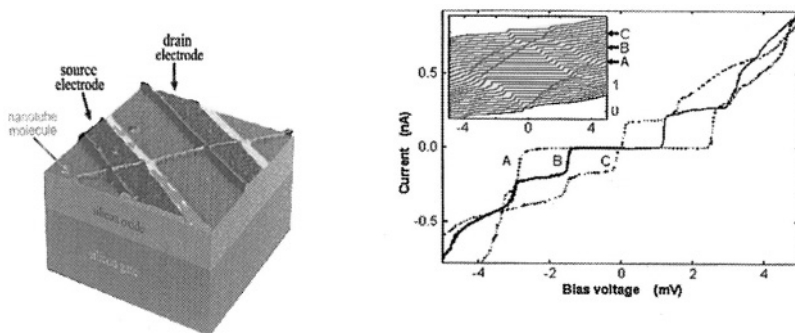 drain
electrode
source
electrode
nanotube
molecule
silicon oxide
silicon gate
Current (nA)
0.5
0.0
-0.5
-4
-2
0
2
4
Bias voltage (mV)
A
B
C
C
B
A
1
0
-4
0
4